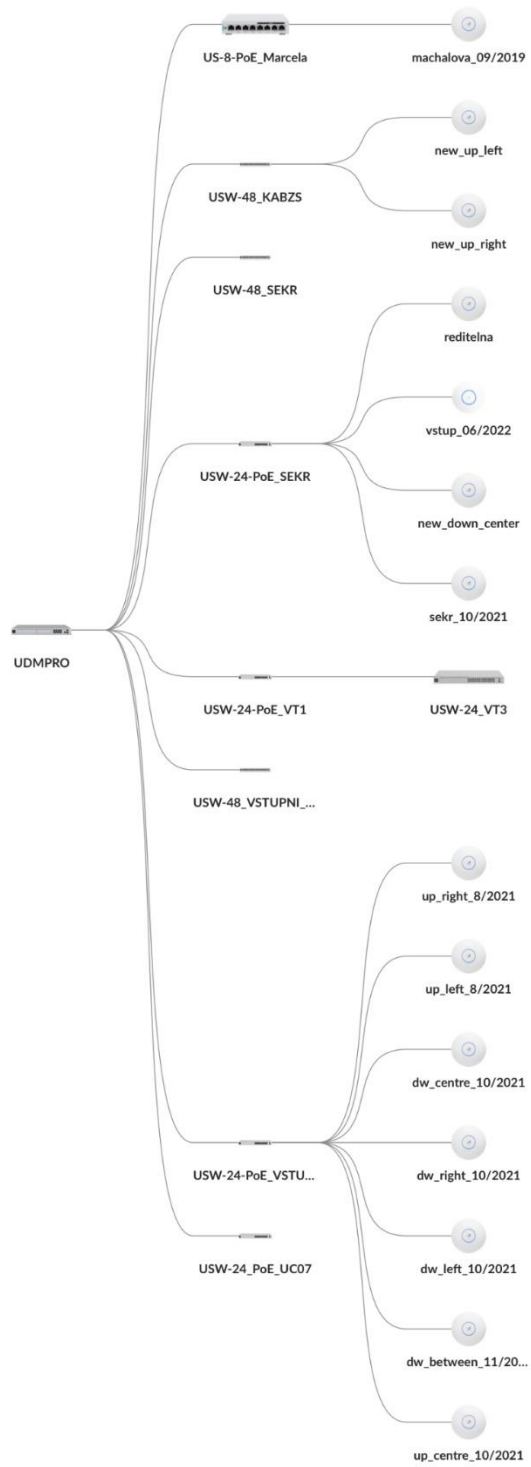 US-8-PoE_Marcela
machalova_09/2019
new_up_left
USW-48_KABZS
new_up_right
USW-48_SEKR
reditelna
vstup_06/2022
USW-24-PoE_SEKR
new_down_center
sekr_10/2021
UDMPRO
USW-24-PoE_VT1
USW-24_VT3
USW-48_VSTUPNI_...
up_right_8/2021
up_left_8/2021
dw_centre_10/2021
USW-24-PoE_VSTU...
dw_right_10/2021
USW-24_PoE_UC07
dw_left_10/2021
dw_between_11/20...
up_centre_10/2021